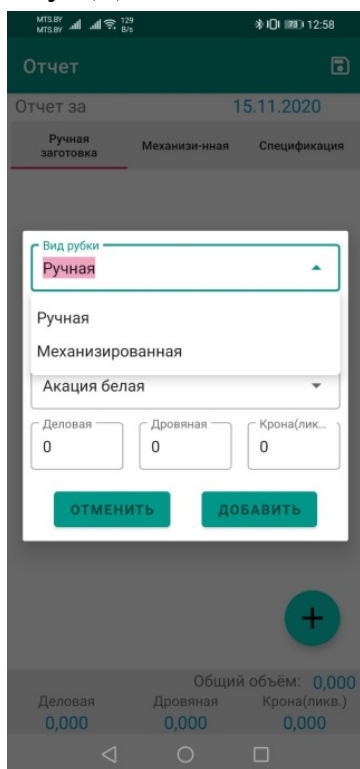 MTS.BY 129
MTS.BY B/s 73 12:58
Отчет
Отчет за 15.11.2020
Ручная
заготовка
Механизи-нная
Спецификация
Вид рубки
Ручная
Ручная
Механизированная
Акация белая
Деловая Дровяная Крона(лик...
0 0 0
ОТМЕНИТЬ ДОБАВИТЬ
+
Общий объём: 0,000
Деловая Дровяная Крона(ликв.)
0,000 0,000 0,000